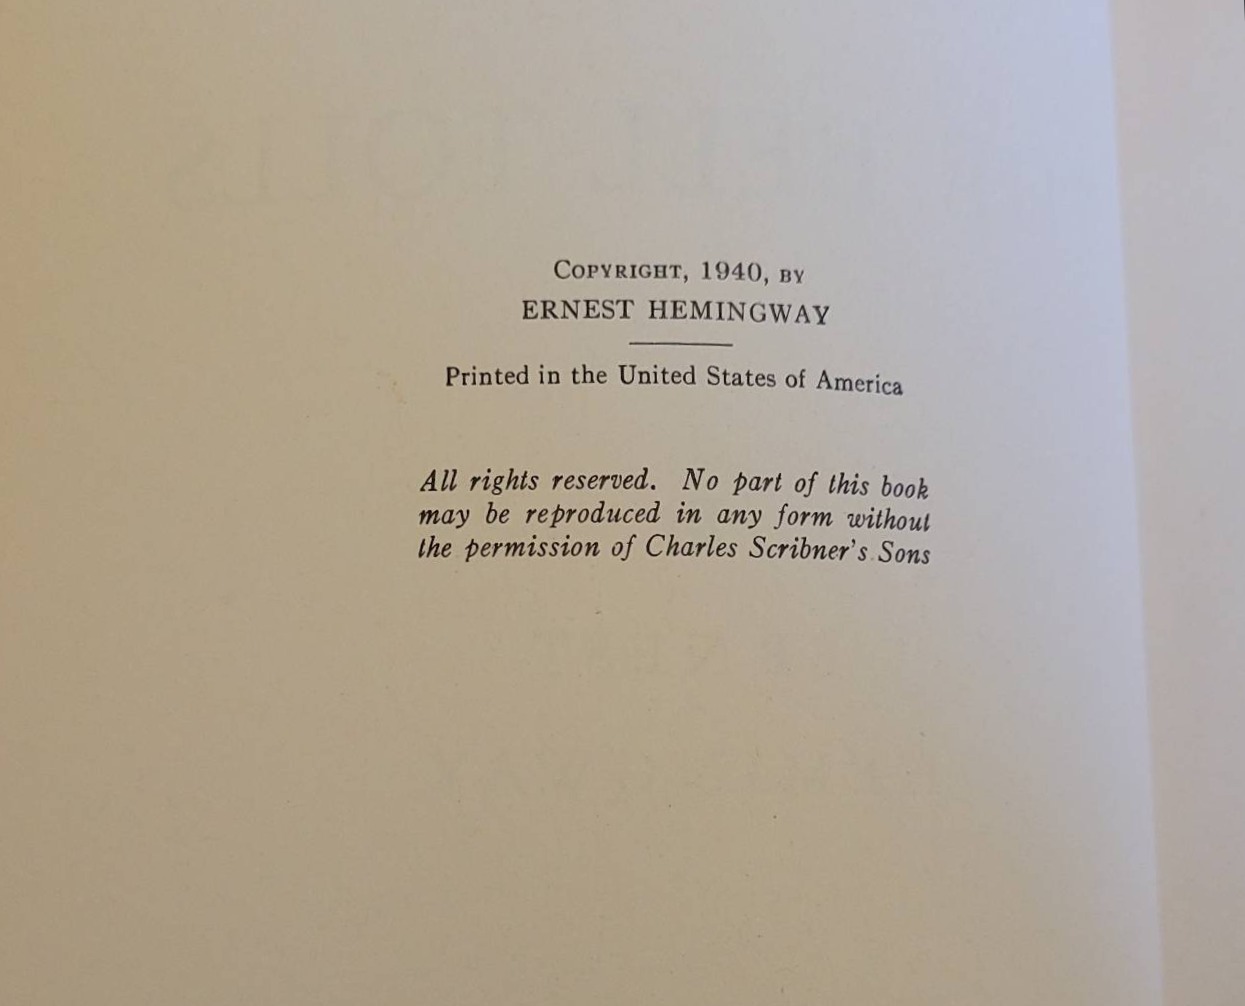 COPYRIGHT, 1940, BY
ERNEST HEMINGWAY
Printed in the United States of America
All rights reserved. No part of this book
may be reproduced in any form without
the permission of Charles Scribner's Sons